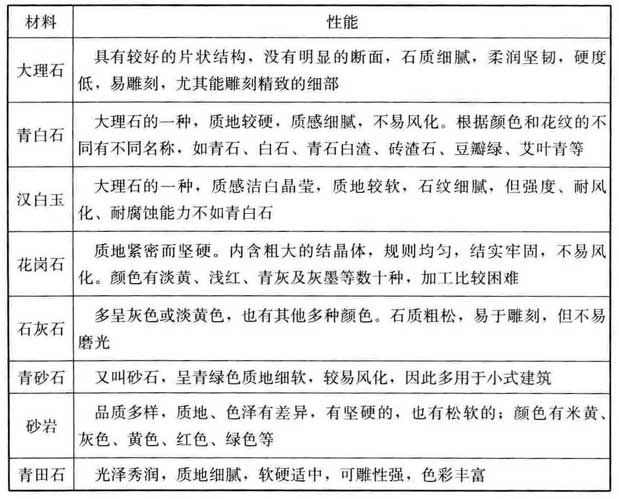 材料 性能
大理石 具有较好的片状结构，没有明显的断面，石质细腻，柔润坚韧，硬度
低，易雕刻，尤其能雕刻精致的细部
青白石 大理石的一种，质地较硬，质感细腻，不易风化。根据颜色和花纹的不
同有不同名称，如青石、白石、青石白渣、砖渣石、豆瓣绿、艾叶青等
汉白玉 大理石的一种，质感洁白晶莹，质地较软，石纹细腻，但强度、耐风
化、耐腐蚀能力不如青白石
花岗石 质地紧密而坚硬。内含粗大的结晶体，规则均匀，结实牢固，不易风
化。颜色有淡黄、浅红、青灰及灰墨等数十种，加工比较困难
石灰石 多呈灰色或淡黄色，也有其他多种颜色。石质粗松，易于雕刻，但不易
磨光
青砂石 又叫砂石，呈青绿色质地细软，较易风化，因此多用于小式建筑
砂岩 品质多样，质地、色泽有差异，有坚硬的，也有松软的；颜色有米黄、
灰色、黄色、红色、绿色等
青田石 光泽秀润，质地细腻，软硬适中，可雕性强，色彩丰富